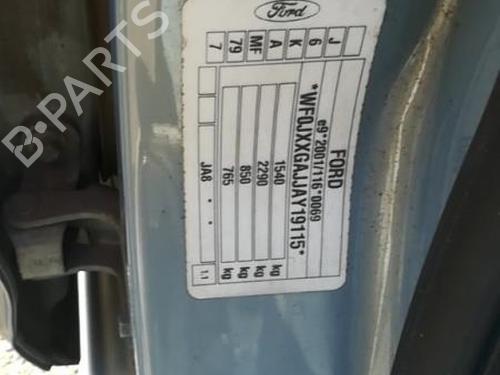 Ford
7 79 MF A K 6 J
FORD
e9*2001/116*0069
*WF0JXXGAJJAY19115*
1540 kg
2290 kg
850 kg
765 kg
JA8 * *
1.1